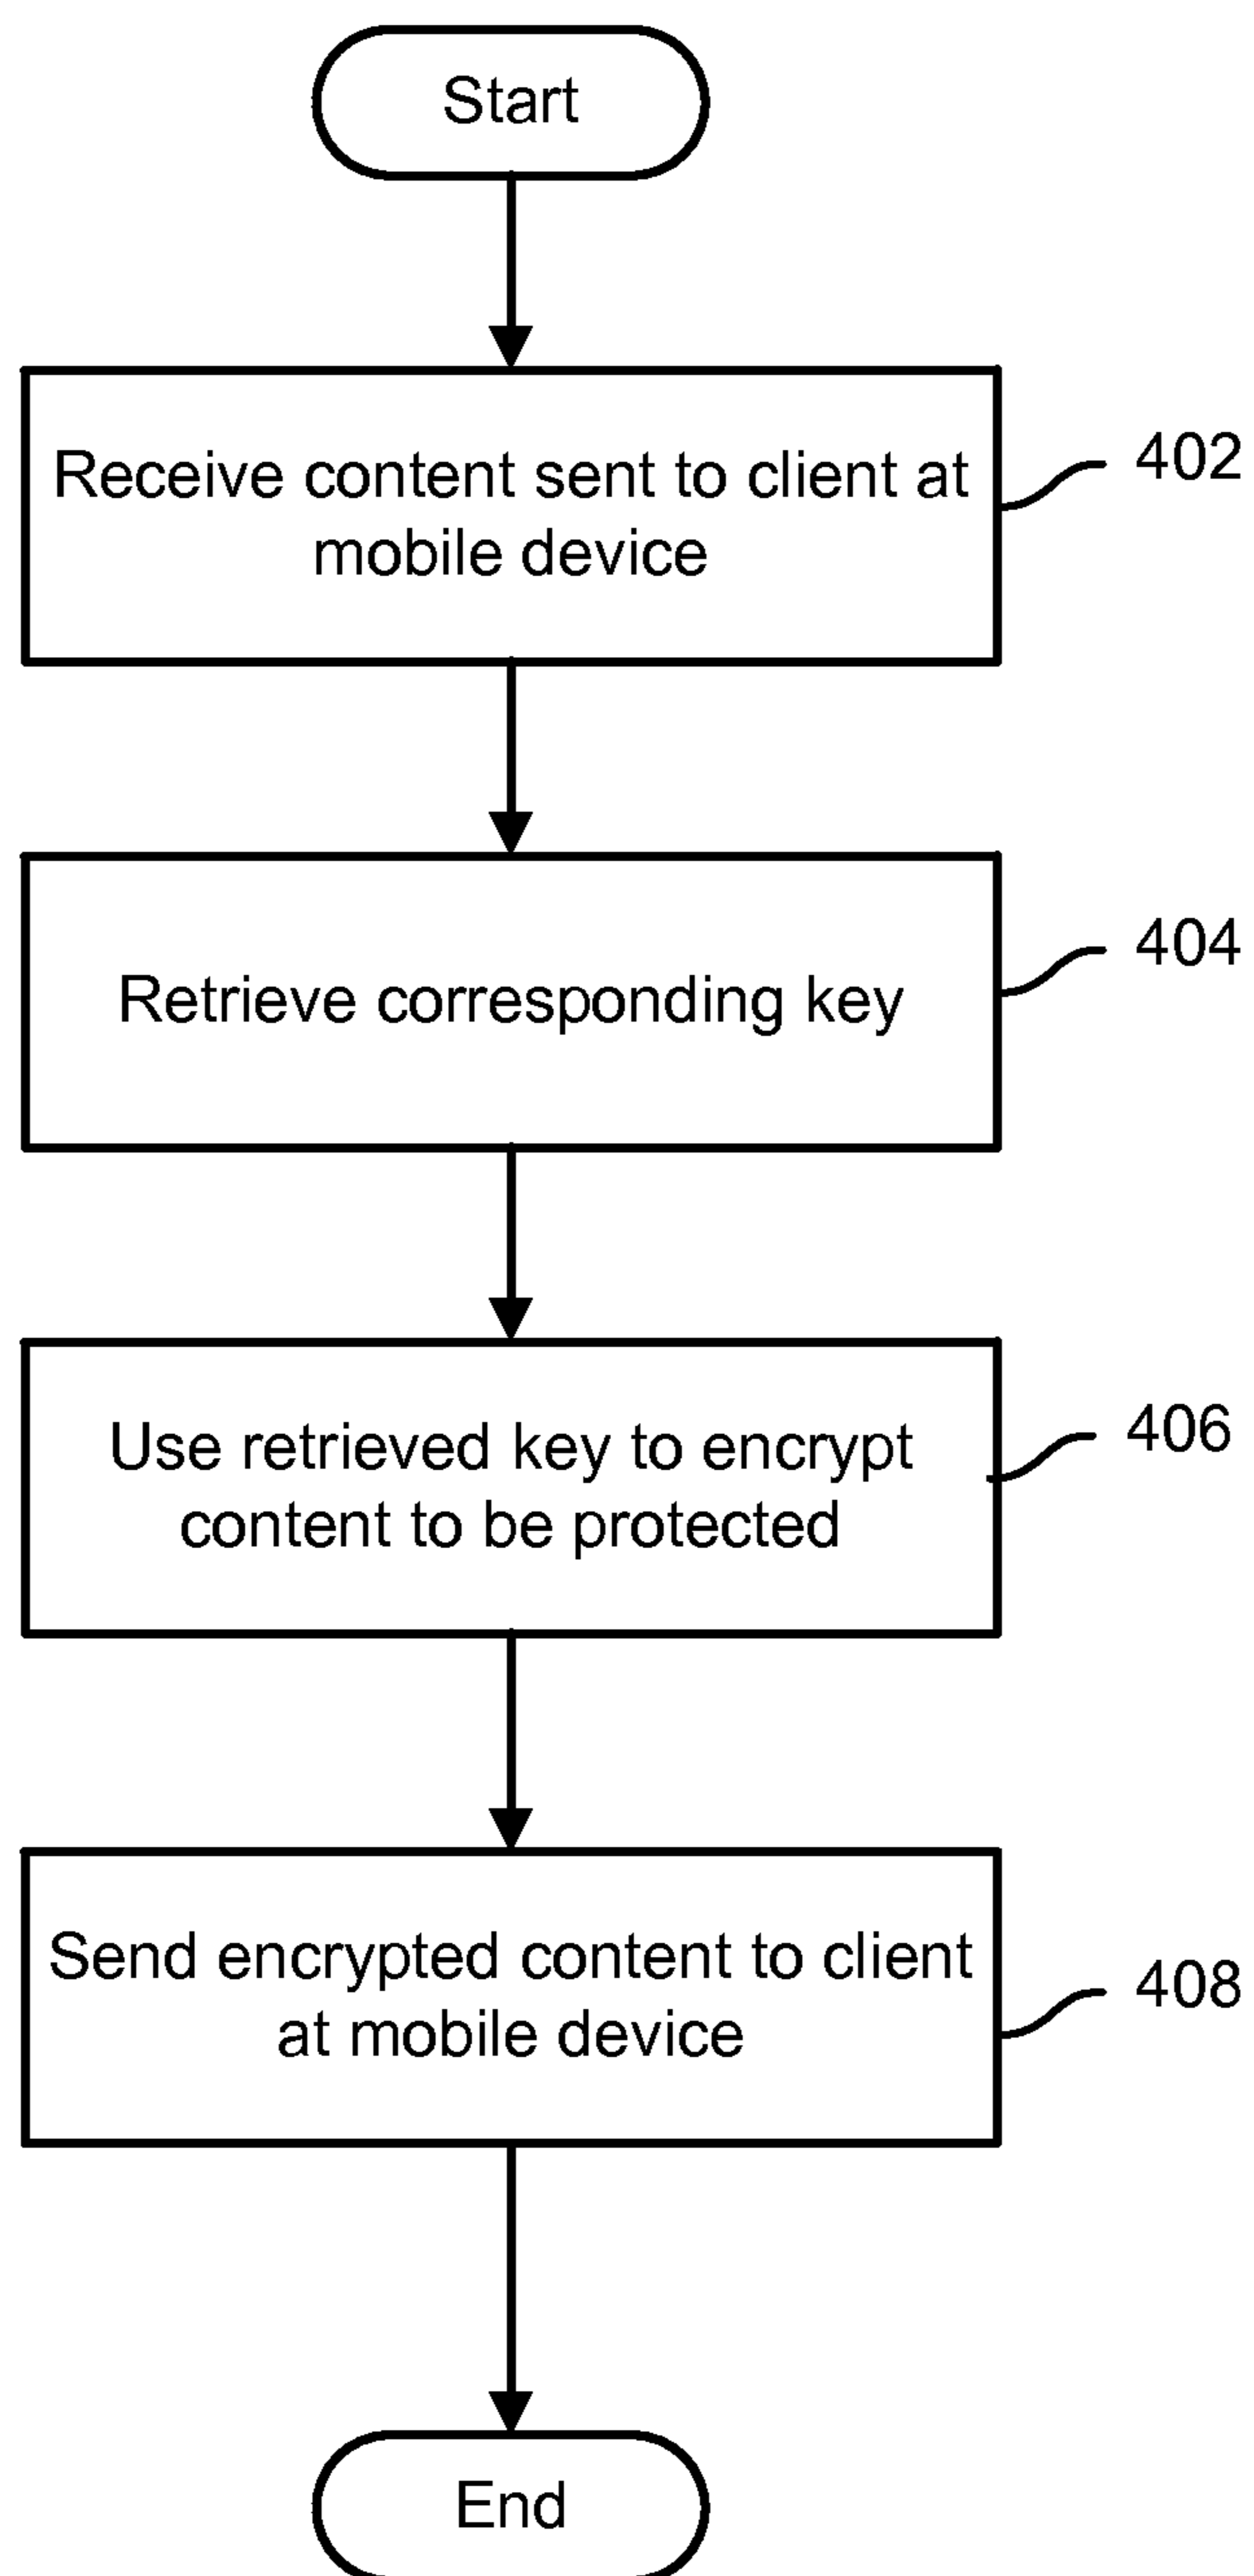 Start
Receive content sent to client at
mobile device
402
Retrieve corresponding key
404
Use retrieved key to encrypt
content to be protected
406
Send encrypted content to client
at mobile device
408
End